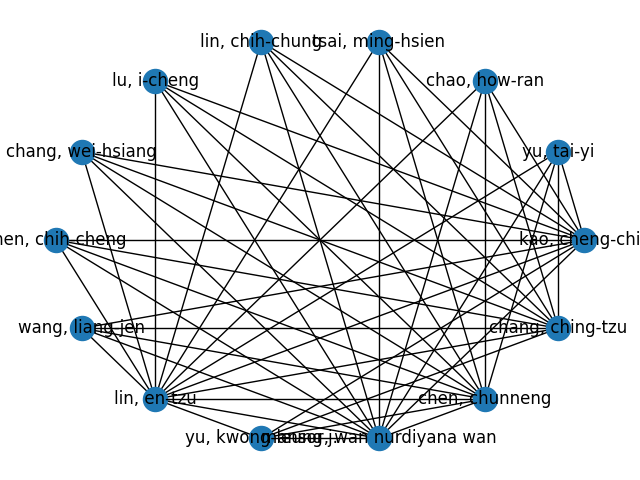 lin, chih-chung
tsai, ming-hsien
lu, i-cheng
chao, how-ran
chang, wei-hsiang
yu, tai-yi
chih-cheng
kao, cheng-chi
wang, liang-jen
chang, ching-tzu
lin, en-tzu
chen, chunneng
yu, kwong-leung
wan nurdiyana wan